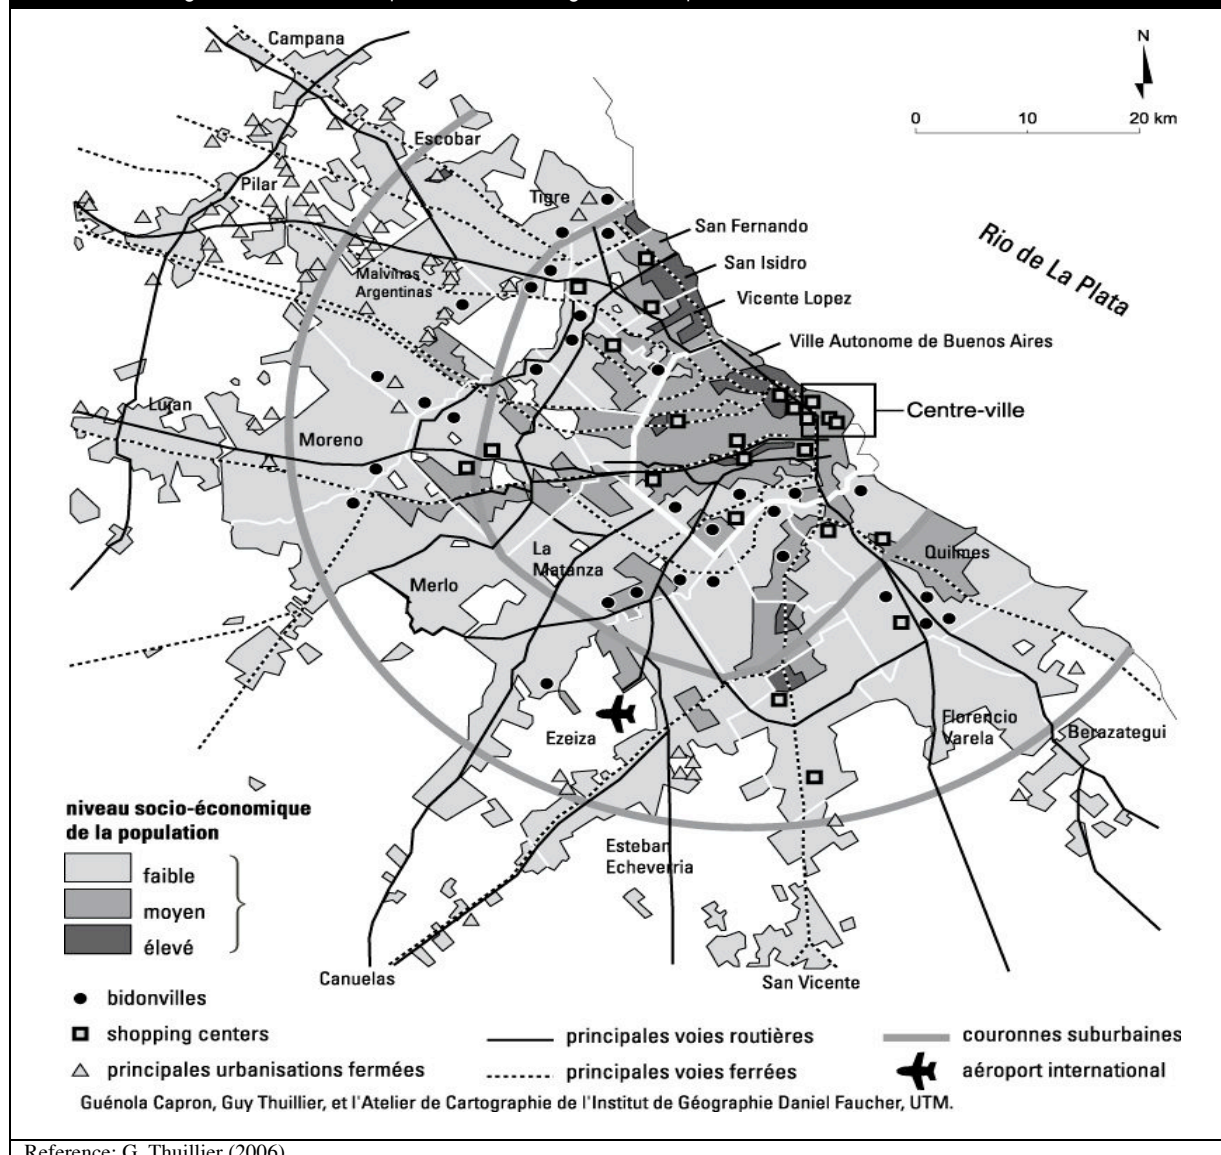 Campana
N
Escobar
0 10 20 km
Pilar
Tigre
San Fernando
Rio de La Plata
San Isidro
Malvinas
Argentinas
Vicente Lopez
Ville Autonome de Buenos Aires
Lujan
Centre-ville
Moreno
La
Matanza
Quilmes
Merlo
Ezeiza
Florencio
Varela
Berazategui
niveau socio-économique
de la population
faible
moyen
élevé
Esteban
Echeverria
Canuelas
San Vicente
bidonvilles
shopping centers
principales urbanisations fermées
principales voies routières
principales voies ferrées
couronnes suburbaines
aéroport international
Guénola Capron, Guy Thuillier, et l'Atelier de Cartographie de l'Institut de Géographie Daniel Faucher, UTM.
Reference: G. Thuillier (2006)